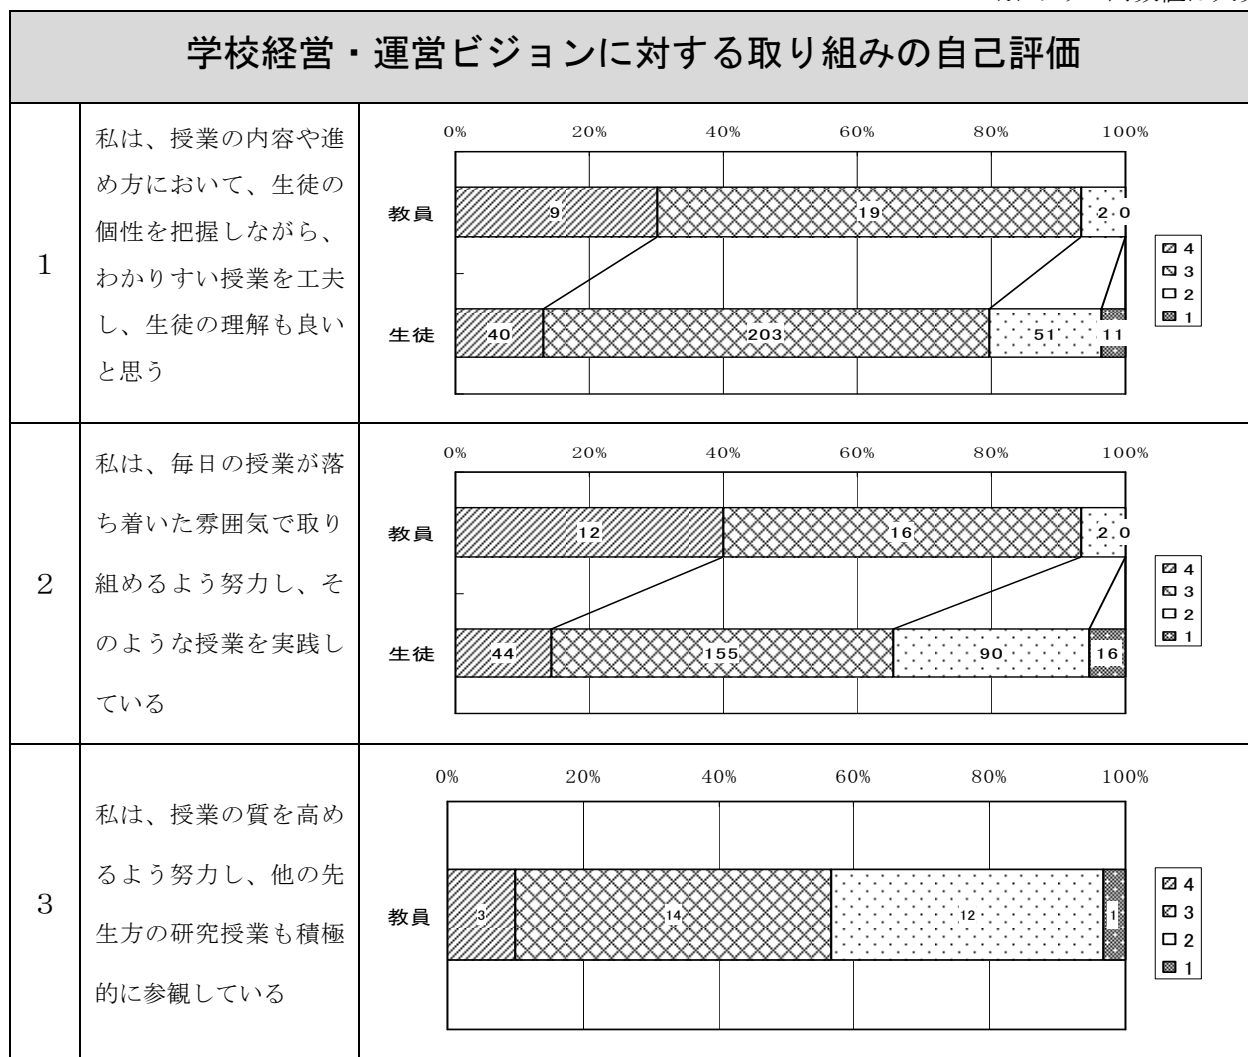 学校経営・運営ビジョンに対する取り組みの自己評価
1
私は、授業の内容や進
め方において、生徒の
個性を把握しながら、
わかりすい授業を工夫
し、生徒の理解も良い
と思う
0% 20% 40% 60% 80% 100%
教員 9 19 2 0
生徒 40 203 51 11
4
3
2
1
2
私は、毎日の授業が落
ち着いた雰囲気で取り
組めるよう努力し、そ
のような授業を実践し
ている
0% 20% 40% 60% 80% 100%
教員 12 16 2 0
生徒 44 155 90 16
4
3
2
1
3
私は、授業の質を高め
るよう努力し、他の先
生方の研究授業も積極
的に参観している
0% 20% 40% 60% 80% 100%
教員 3 14 12 1
4
3
2
1